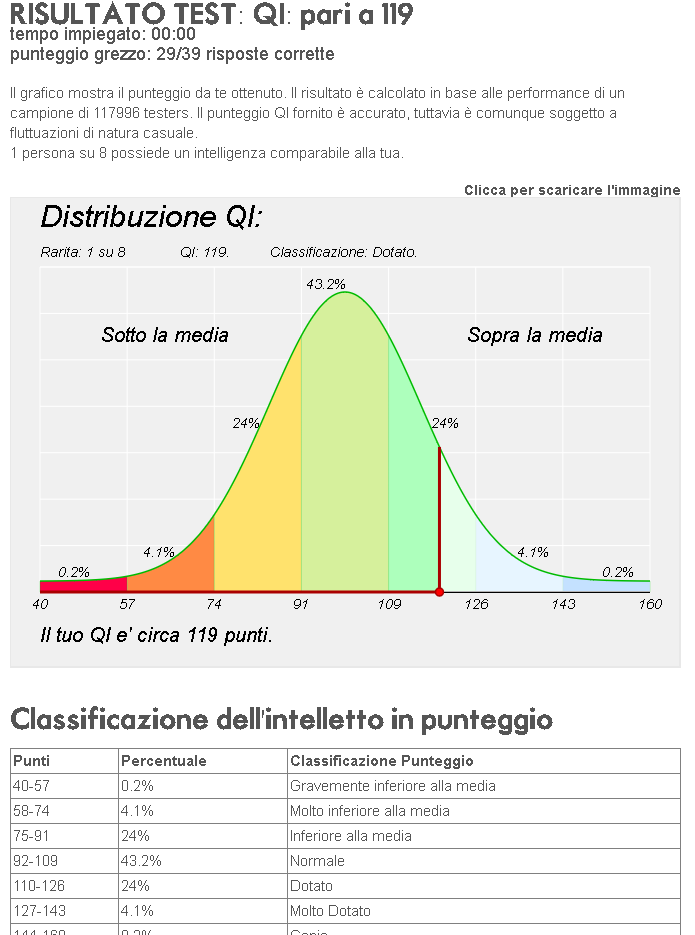 RISULTATO TEST: QI: pari a 119
tempo impiegato: 00:00
punteggio grezzo: 29/39 risposte corrette
Il grafico mostra il punteggio da te ottenuto. Il risultato è calcolato in base alle performance di un
campione di 117996 testers. Il punteggio QI fornito è accurato, tuttavia è comunque soggetto a
fluttuazioni di natura casuale.
1 persona su 8 possiede un intelligenza comparabile alla tua.
Clicca per scaricare l'immagine
Distribuzione QI:
Rarita: 1 su 8 QI: 119. Classificazione: Dotato.
43.2%
Sotto la media Sopra la media
24% 24%
4.1% 4.1%
0.2% 0.2%
40 57 74 91 109 126 143 160
Il tuo QI e' circa 119 punti.
Classificazione dell'intelletto in punteggio
Punti Percentuale Classificazione Punteggio
40-57 0.2% Gravemente inferiore alla media
58-74 4.1% Molto inferiore alla media
75-91 24% Inferiore alla media
92-109 43.2% Normale
110-126 24% Dotato
127-143 4.1% Molto Dotato
144-160 0.2% Genio